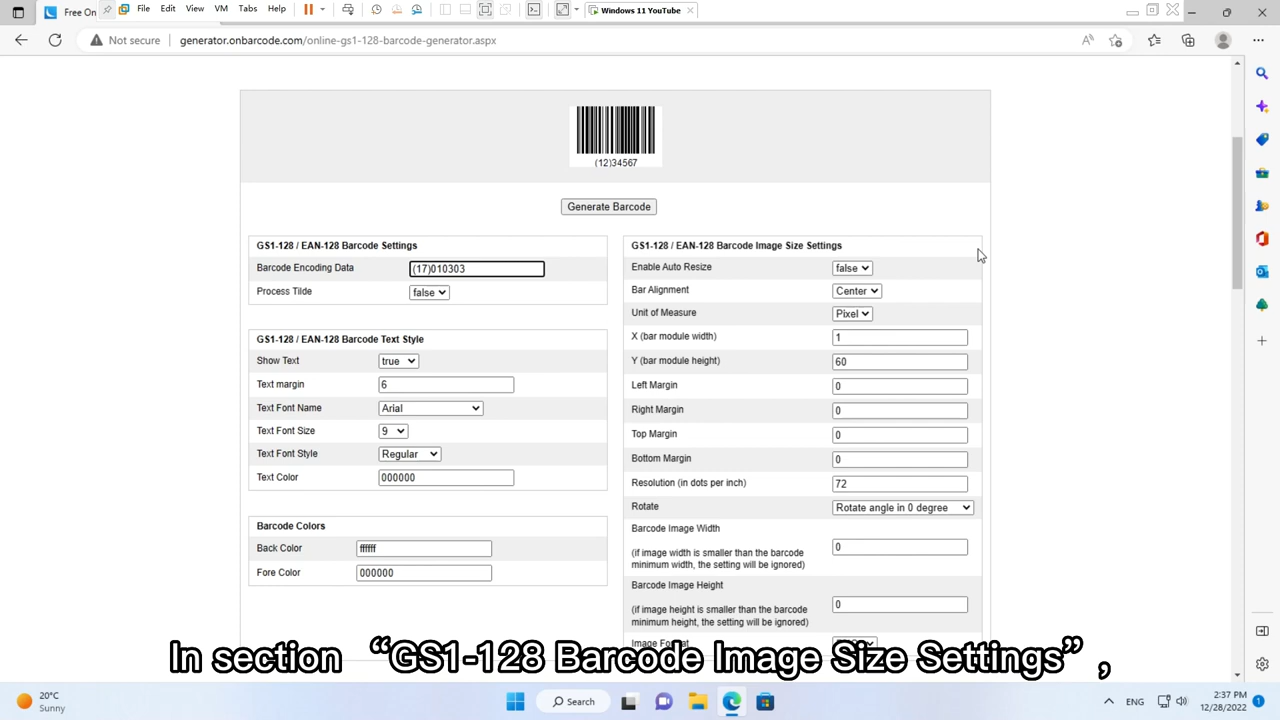 Free On
File Edit View VM Tabs Help
Windows 11 YouTube
Not secure
generator.onbarcode.com/online-gs1-128-barcode-generator.aspx
(12)34567
Generate Barcode
GS1-128 / EAN-128 Barcode Settings
Barcode Encoding Data (17)010303
Process Tilde false
GS1-128 / EAN-128 Barcode Text Style
Show Text true
Text margin 6
Text Font Name Arial
Text Font Size 9
Text Font Style Regular
Text Color 000000
Barcode Colors
Back Color ffffff
Fore Color 000000
GS1-128 / EAN-128 Barcode Image Size Settings
Enable Auto Resize false
Bar Alignment Center
Unit of Measure Pixel
X (bar module width) 1
Y (bar module height) 60
Left Margin 0
Right Margin 0
Top Margin 0
Bottom Margin 0
Resolution (in dots per inch) 72
Rotate Rotate angle in 0 degree
Barcode Image Width
(if image width is smaller than the barcode 0
minimum width, the setting will be ignored)
Barcode Image Height
(if image height is smaller than the barcode 0
minimum height, the setting will be ignored)
Image Format
In section “GS1-128 Barcode Image Size Settings”,
20°C
Sunny
Search
ENG
2:37 PM
12/28/2022
1